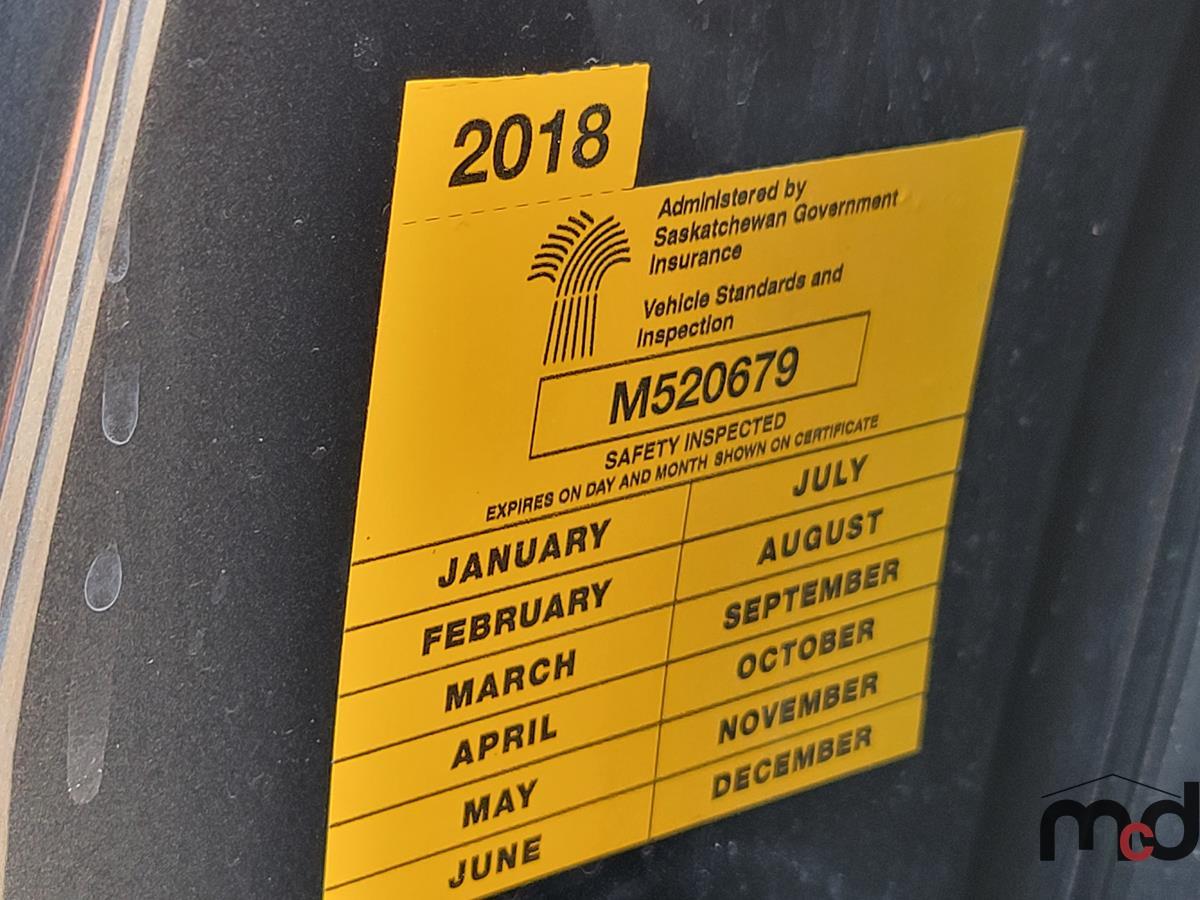 2018
Administered by
Saskatchewan Government
Insurance
Vehicle Standards and
Inspection
M520679
SAFETY INSPECTED
EXPIRES ON DAY AND MONTH SHOWN ON CERTIFICATE
JANUARY
FEBRUARY
MARCH
APRIL
MAY
JUNE
JULY
AUGUST
SEPTEMBER
OCTOBER
NOVEMBER
DECEMBER
mcd